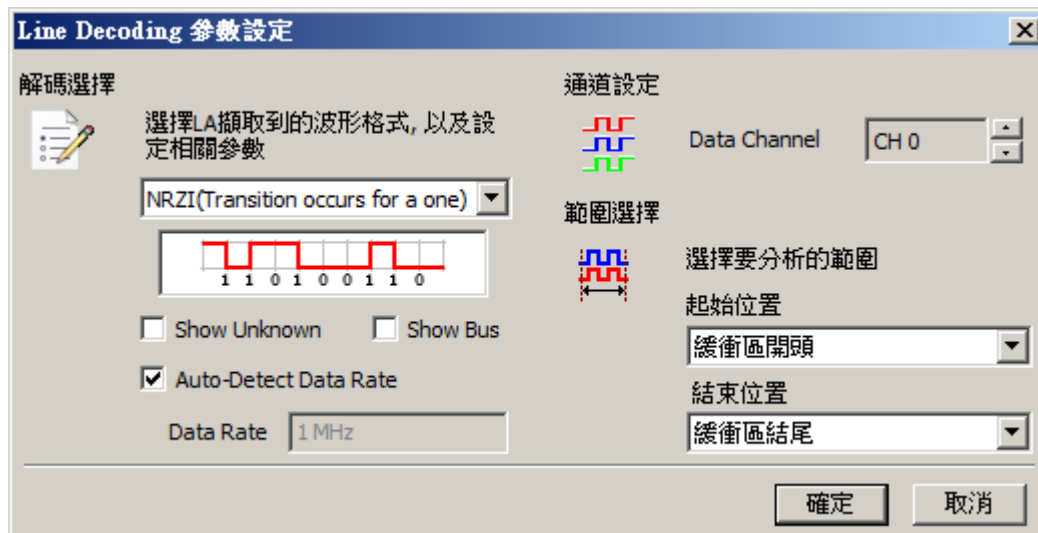 Line Decoding 參數設定
解碼選擇
選擇LA擷取到的波形格式, 以及設
定相關參數
NRZI(Transition occurs for a one)
1 1 0 1 0 0 1 1 0
Show Unknown
Show Bus
Auto-Detect Data Rate
Data Rate
1 MHz
通道設定
Data Channel
CH 0
範圍選擇
選擇要分析的範圍
起始位置
緩衝區開頭
結束位置
緩衝區結尾
確定
取消